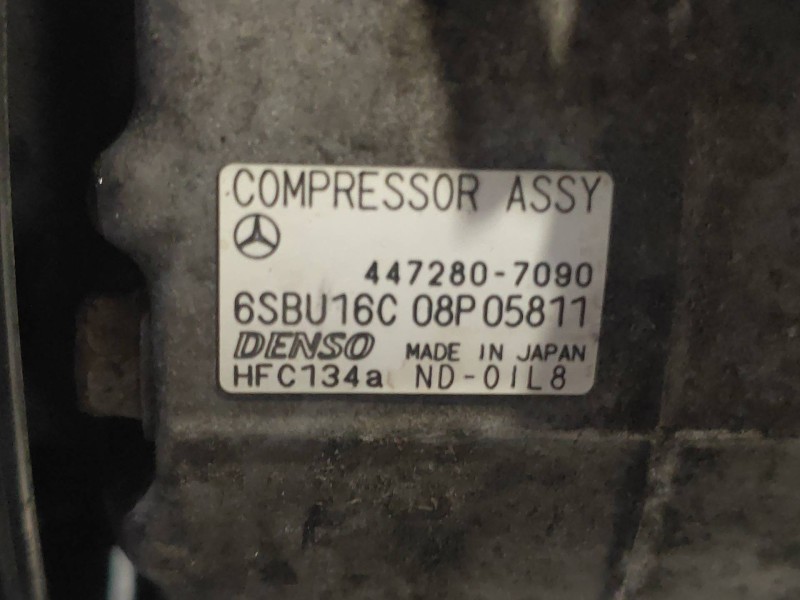 COMPRESSOR ASSY
447280-7090
6SBU16C 08P05811
DENSO MADE IN JAPAN
HFC134a ND-OIL8